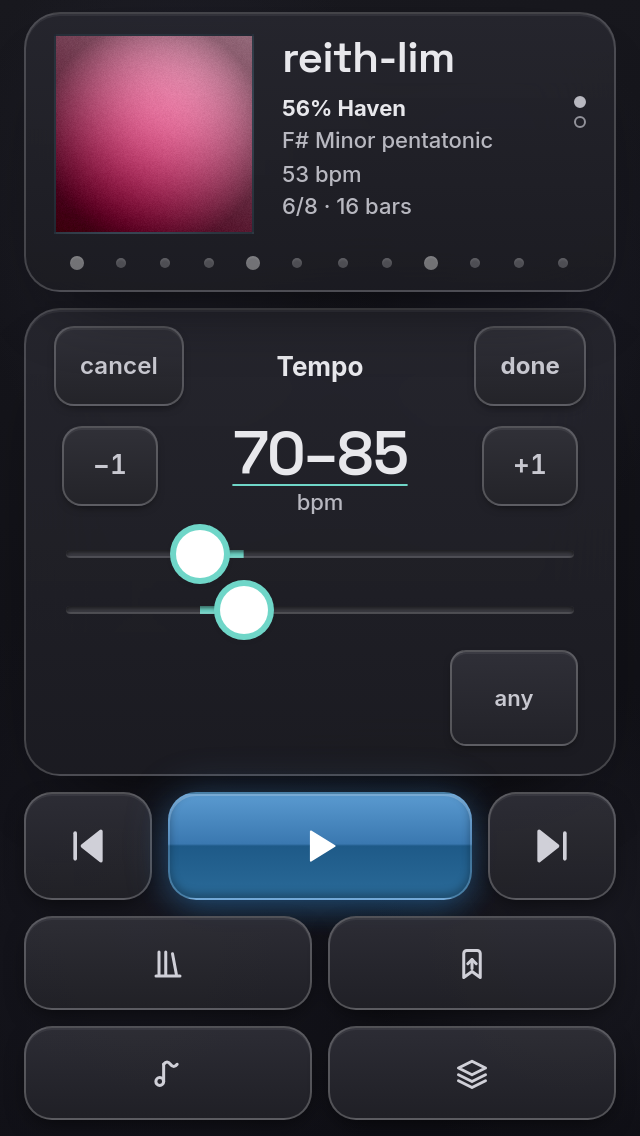 reith-lim
56% Haven
F# Minor pentatonic
53 bpm
6/8 · 16 bars
cancel
Tempo
done
−1
70–85
+1
bpm
any